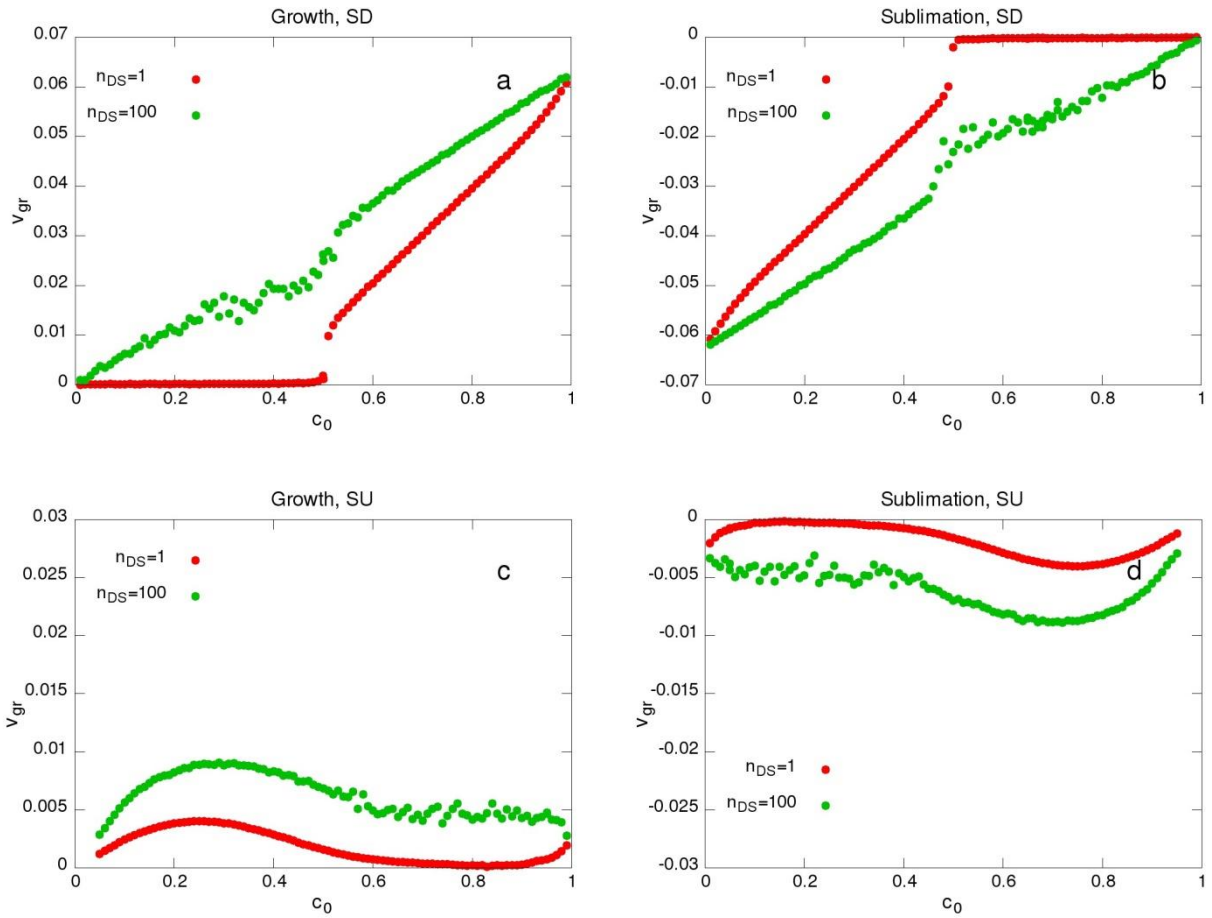 Growth, SD
0.07
0.06
0.05
0.04
0.03
0.02
0.01
0
v_gr
n_DS=1
n_DS=100
a
0 0.2 0.4 0.6 0.8 1
c_0
Sublimation, SD
0
-0.01
-0.02
-0.03
-0.04
-0.05
-0.06
-0.07
v_gr
n_DS=1
n_DS=100
b
0 0.2 0.4 0.6 0.8 1
c_0
Growth, SU
0.03
0.025
0.02
0.015
0.01
0.005
0
v_gr
n_DS=1
n_DS=100
c
0 0.2 0.4 0.6 0.8 1
c_0
Sublimation, SU
0
-0.005
-0.01
-0.015
-0.02
-0.025
-0.03
v_gr
d
n_DS=1
n_DS=100
0 0.2 0.4 0.6 0.8 1
c_0